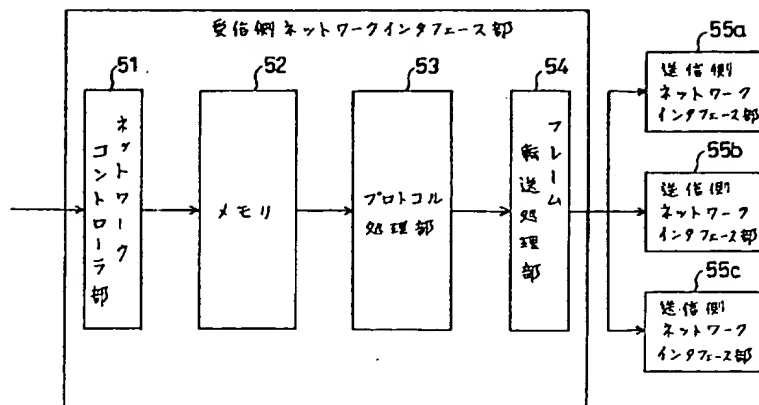 受信側ネットワークインタフェース部
51
ネットワーク
コントローラ部
52
メモリ
53
プロトコル
処理部
54
フレーム
転送処理部
55a
送信側
ネットワーク
インタフェース部
55b
送信側
ネットワーク
インタフェース部
55c
送信側
ネットワーク
インタフェース部